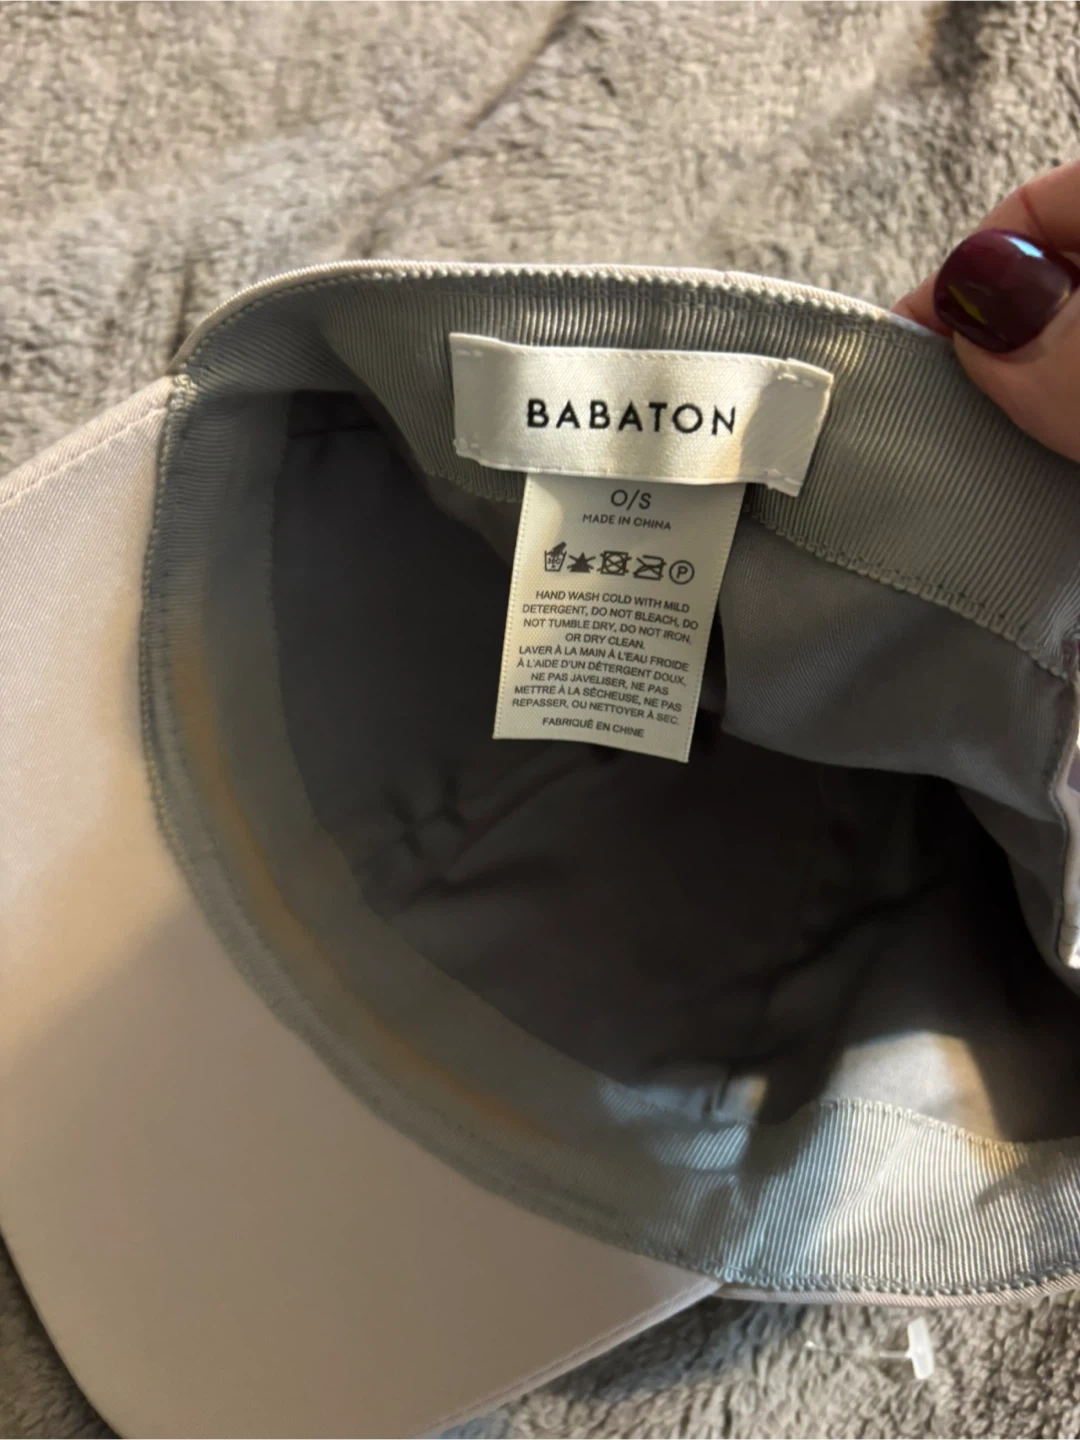 BABATON
O/S
MADE IN CHINA
P
HAND WASH COLD WITH MILD
DETERGENT, DO NOT BLEACH, DO
NOT TUMBLE DRY, DO NOT IRON,
OR DRY CLEAN.
LAVER À LA MAIN À L'EAU FROIDE
À L'AIDE D'UN DÉTERGENT DOUX,
NE PAS JAVELISER, NE PAS
METTRE À LA SÉCHEUSE, NE PAS
REPASSER, OU NETTOYER À SEC.
FABRIQUÉ EN CHINE